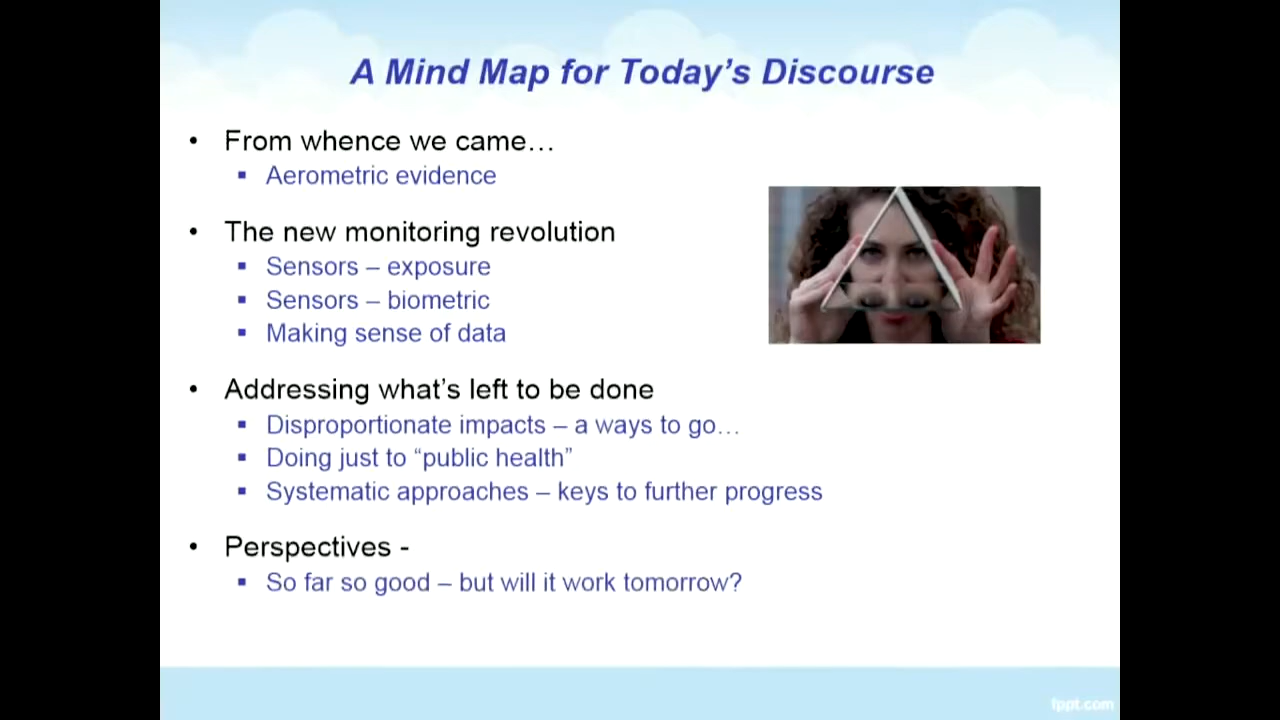 A Mind Map for Today's Discourse
• From whence we came…
▪ Aerometric evidence
• The new monitoring revolution
▪ Sensors – exposure
▪ Sensors – biometric
▪ Making sense of data
• Addressing what's left to be done
▪ Disproportionate impacts – a ways to go…
▪ Doing just to “public health”
▪ Systematic approaches – keys to further progress
• Perspectives -
▪ So far so good – but will it work tomorrow?
fppt.com